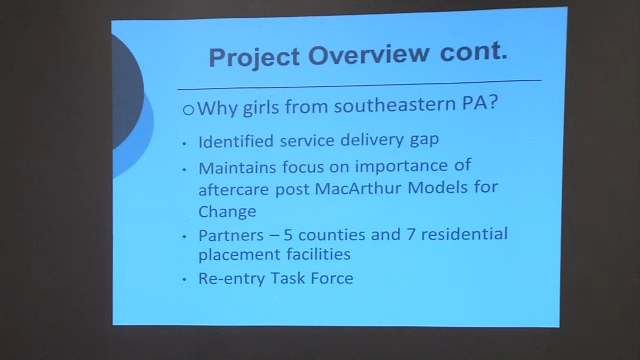 Project Overview cont.
○Why girls from southeastern PA?
• Identified service delivery gap
• Maintains focus on importance of
aftercare post MacArthur Models for
Change
• Partners – 5 counties and 7 residential
placement facilities
• Re-entry Task Force